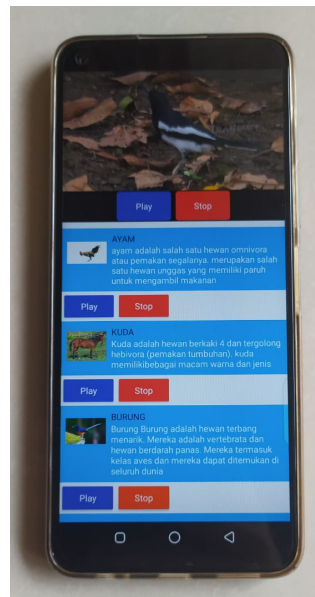 Play Stop
AYAM
ayam adalah salah satu hewan omnivora
atau pemakan segalanya. merupakan salah
satu hewan unggas yang memiliki paruh
untuk mengambil makanan
Play Stop
KUDA
Kuda adalah hewan berkaki 4 dan tergolong
hebivora (pemakan tumbuhan). kuda
memilikibebagai macam warna dan jenis
Play Stop
BURUNG
Burung Burung adalah hewan terbang
menarik. Mereka adalah vertebrata dan
hewan berdarah panas. Mereka termasuk
kelas aves dan mereka dapat ditemukan di
seluruh dunia
Play Stop